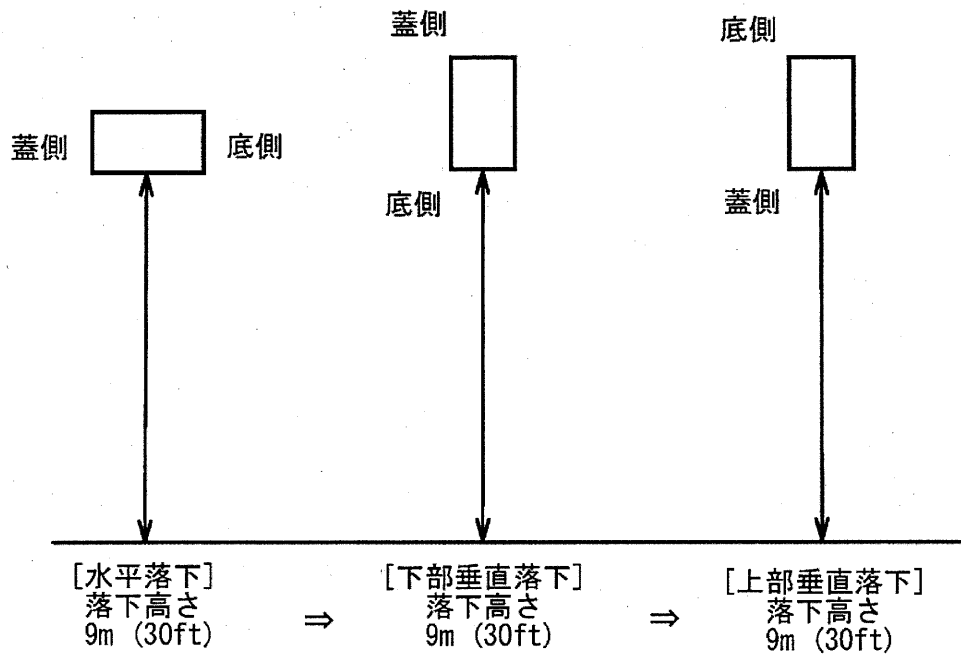 蓋側
底側
蓋側
底側
底側
蓋側
[水平落下]
落下高さ
9m (30ft)
⇒
[下部垂直落下]
落下高さ
9m (30ft)
⇒
[上部垂直落下]
落下高さ
9m (30ft)